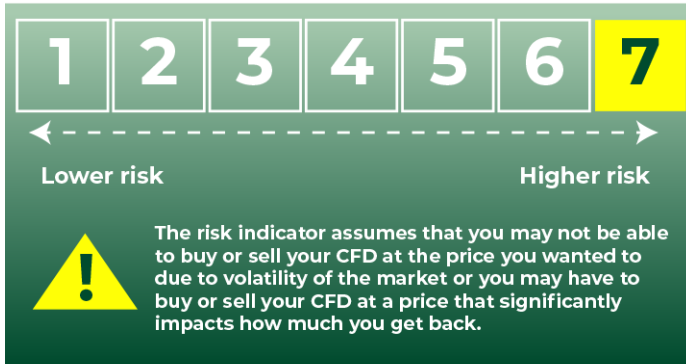 1 2 3 4 5 6 7
Lower risk Higher risk
The risk indicator assumes that you may not be able
to buy or sell your CFD at the price you wanted to
due to volatility of the market or you may have to
buy or sell your CFD at a price that significantly
impacts how much you get back.
!